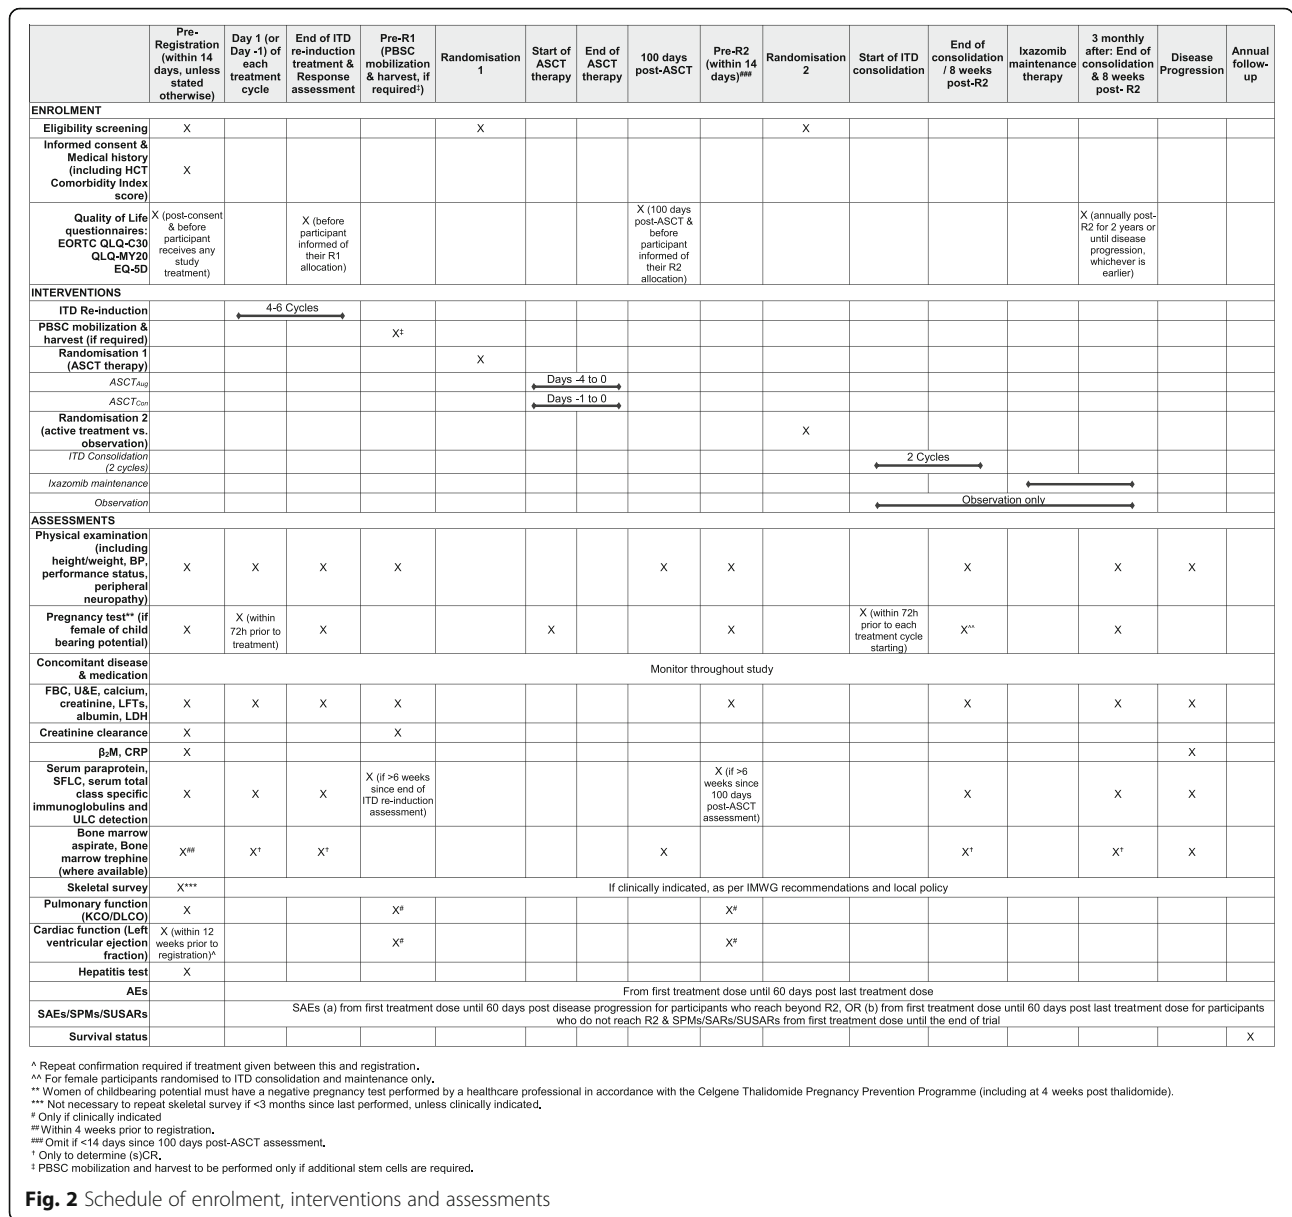 Pre-
Registration
(within 14
days, unless
stated
otherwise)
Day 1 (or
Day -1) of
each
treatment
cycle
End of ITD
re-induction
treatment &
Response
assessment
Pre-R1
(PBSC
mobilization
& harvest, if
required‡)
Randomisation
1
Start of
ASCT
therapy
End of
ASCT
therapy
100 days
post-ASCT
Pre-R2
(within 14
days)###
Randomisation
2
Start of ITD
consolidation
End of
consolidation
/ 8 weeks
post-R2
Ixazomib
maintenance
therapy
3 monthly
after: End of
consolidation
& 8 weeks
post- R2
Disease
Progression
Annual
follow-
up
ENROLMENT
Eligibility screening X X X
Informed consent &
Medical history
(including HCT
Comorbidity Index
score)
X
Quality of Life
questionnaires:
EORTC QLQ-C30
QLQ-MY20
EQ-5D
X (post-consent
& before
participant
receives any
study
treatment)
X (before
participant
informed of
their R1
allocation)
X (100 days
post-ASCT &
before
participant
informed of
their R2
allocation)
X (annually post-
R2 for 2 years or
until disease
progression,
whichever is
earlier)
INTERVENTIONS
ITD Re-induction 4-6 Cycles
PBSC mobilization &
harvest (if required)
X‡
Randomisation 1
(ASCT therapy)
X
ASCTAug Days -4 to 0
ASCTCon Days -1 to 0
Randomisation 2
(active treatment vs.
observation)
X
ITD Consolidation
(2 cycles)
2 Cycles
Ixazomib maintenance
Observation Observation only
ASSESSMENTS
Physical examination
(including
height/weight, BP,
performance status,
peripheral
neuropathy)
X X X X X X X X X
Pregnancy test** (if
female of child
bearing potential)
X
X (within
72h prior to
treatment)
X X X
X (within 72h
prior to each
treatment cycle
starting)
X^^ X
Concomitant disease
& medication
Monitor throughout study
FBC, U&E, calcium,
creatinine, LFTs,
albumin, LDH
X X X X X X X X
Creatinine clearance X X
β₂M, CRP X X
Serum paraprotein,
SFLC, serum total
class specific
immunoglobulins and
ULC detection
X X X
X (if >6 weeks
since end of
ITD re-induction
assessment)
X (if >6
weeks since
100 days
post-ASCT
assessment)
X X X
Bone marrow
aspirate, Bone
marrow trephine
(where available)
X## X† X† X X† X† X
Skeletal survey X*** If clinically indicated, as per IMWG recommendations and local policy
Pulmonary function
(KCO/DLCO)
X X# X#
Cardiac function (Left
ventricular ejection
fraction)
X (within 12
weeks prior to
registration)^
X# X#
Hepatitis test X
AEs From first treatment dose until 60 days post last treatment dose
SAEs/SPMs/SUSARs
SAEs (a) from first treatment dose until 60 days post disease progression for participants who reach beyond R2, OR (b) from first treatment dose until 60 days post last treatment dose for participants
who do not reach R2 & SPMs/SARs/SUSARs from first treatment dose until the end of trial
Survival status X
^ Repeat confirmation required if treatment given between this and registration.
^^ For female participants randomised to ITD consolidation and maintenance only.
** Women of childbearing potential must have a negative pregnancy test performed by a healthcare professional in accordance with the Celgene Thalidomide Pregnancy Prevention Programme (including at 4 weeks post thalidomide).
*** Not necessary to repeat skeletal survey if <3 months since last performed, unless clinically indicated.
# Only if clinically indicated
## Within 4 weeks prior to registration.
### Omit if <14 days since 100 days post-ASCT assessment.
† Only to determine (s)CR.
‡ PBSC mobilization and harvest to be performed only if additional stem cells are required.
Fig. 2 Schedule of enrolment, interventions and assessments